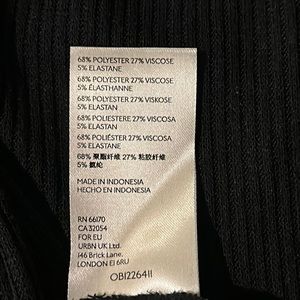 68% POLYESTER 27% VISCOSE
5% ELASTANE
68% POLYESTER 27% VISCOSE
5% ÉLASTHANNE
68% POLYESTER 27% VISKOSE
5% ELASTAN
68% POLIESTERE 27% VISCOSA
5% ELASTAN
68% POLIÉSTER 27% VISCOSA
5% ELASTANO
68% 聚酯纤维 27% 粘胶纤维
5% 氨纶
MADE IN INDONESIA
HECHO EN INDONESIA
RN 66170
CA 32054
FOR EU
URBN UK Ltd.
146 Brick Lane,
LONDON E1 6RU
OB1226411